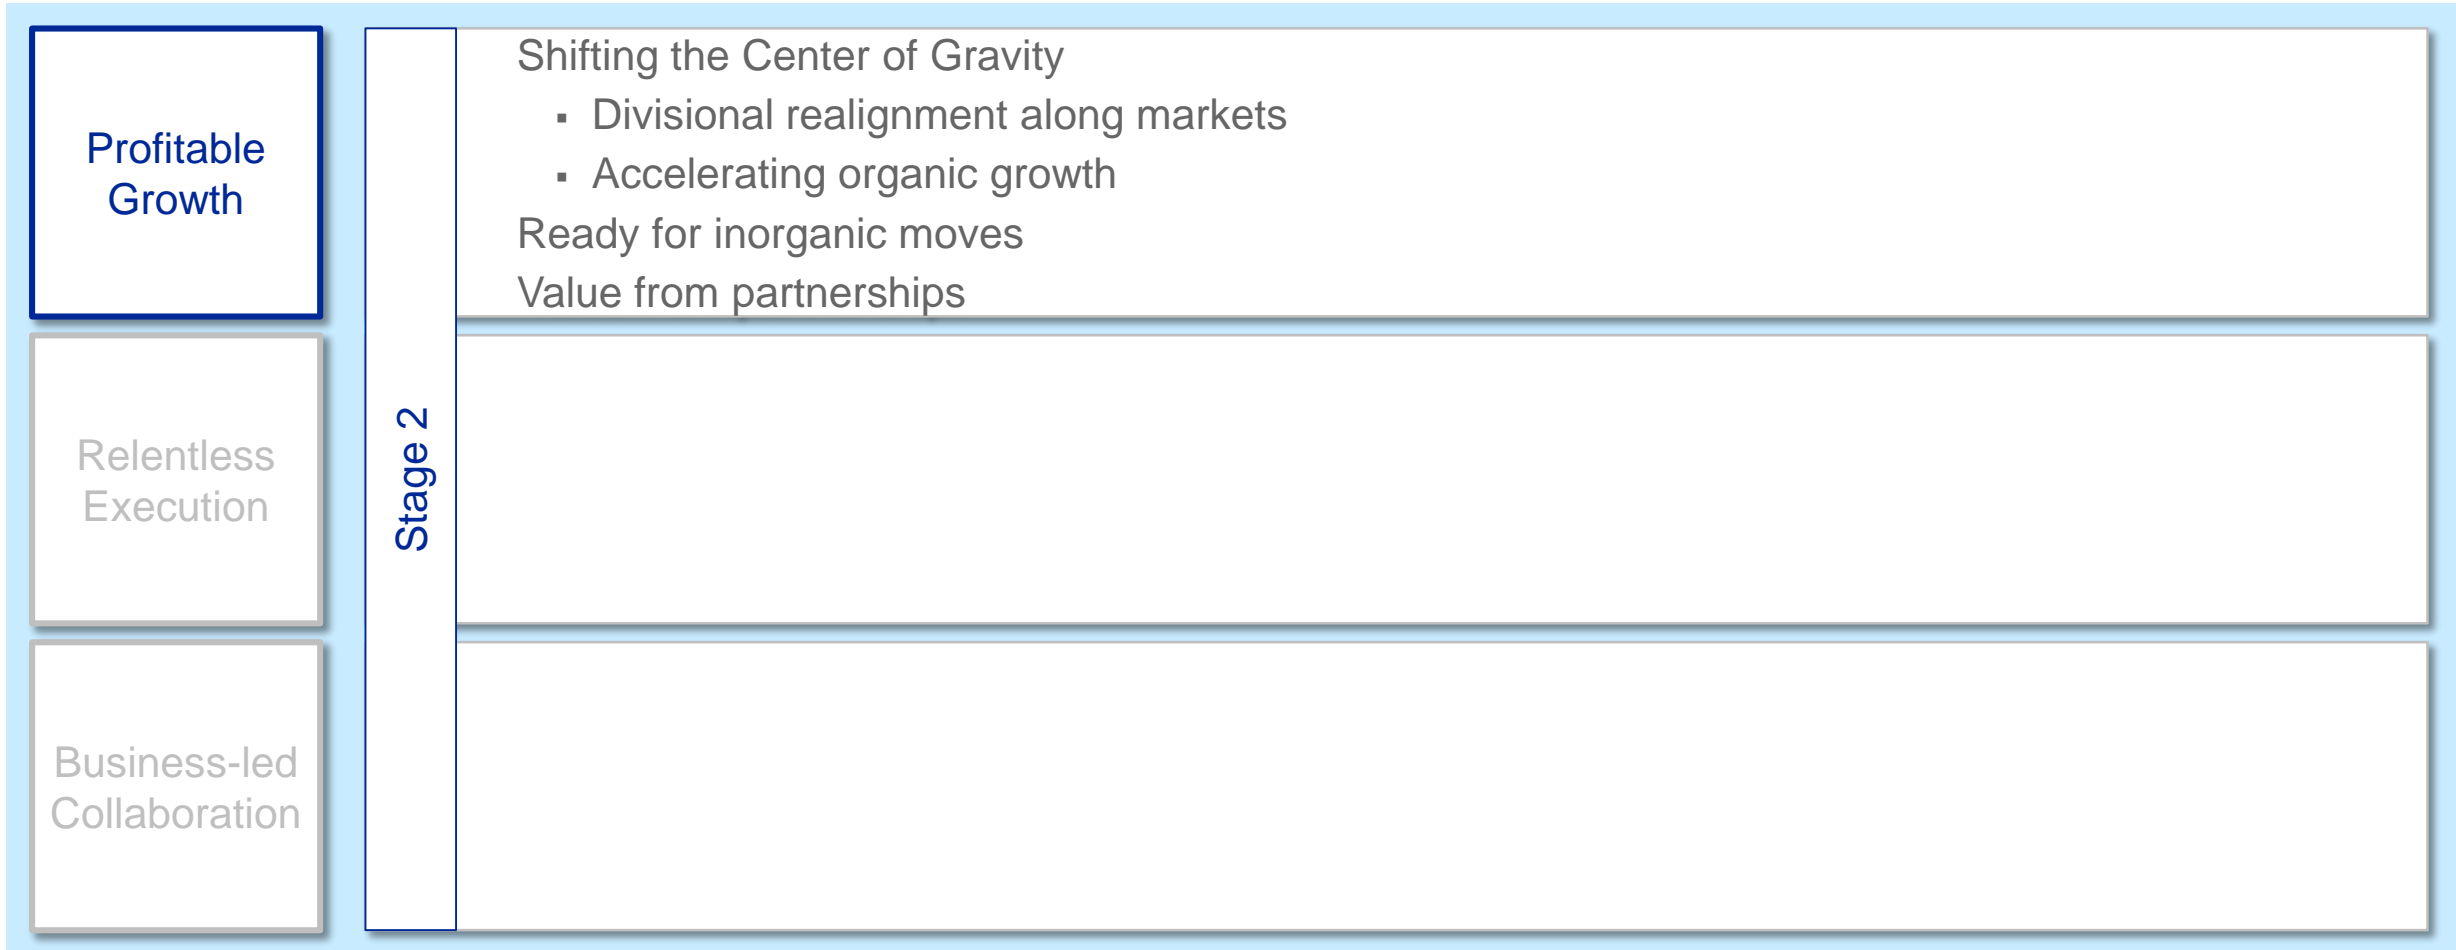 Profitable
Growth
Shifting the Center of Gravity
▪ Divisional realignment along markets
▪ Accelerating organic growth
Ready for inorganic moves
Value from partnerships
Stage 2
Relentless
Execution
Business-led
Collaboration